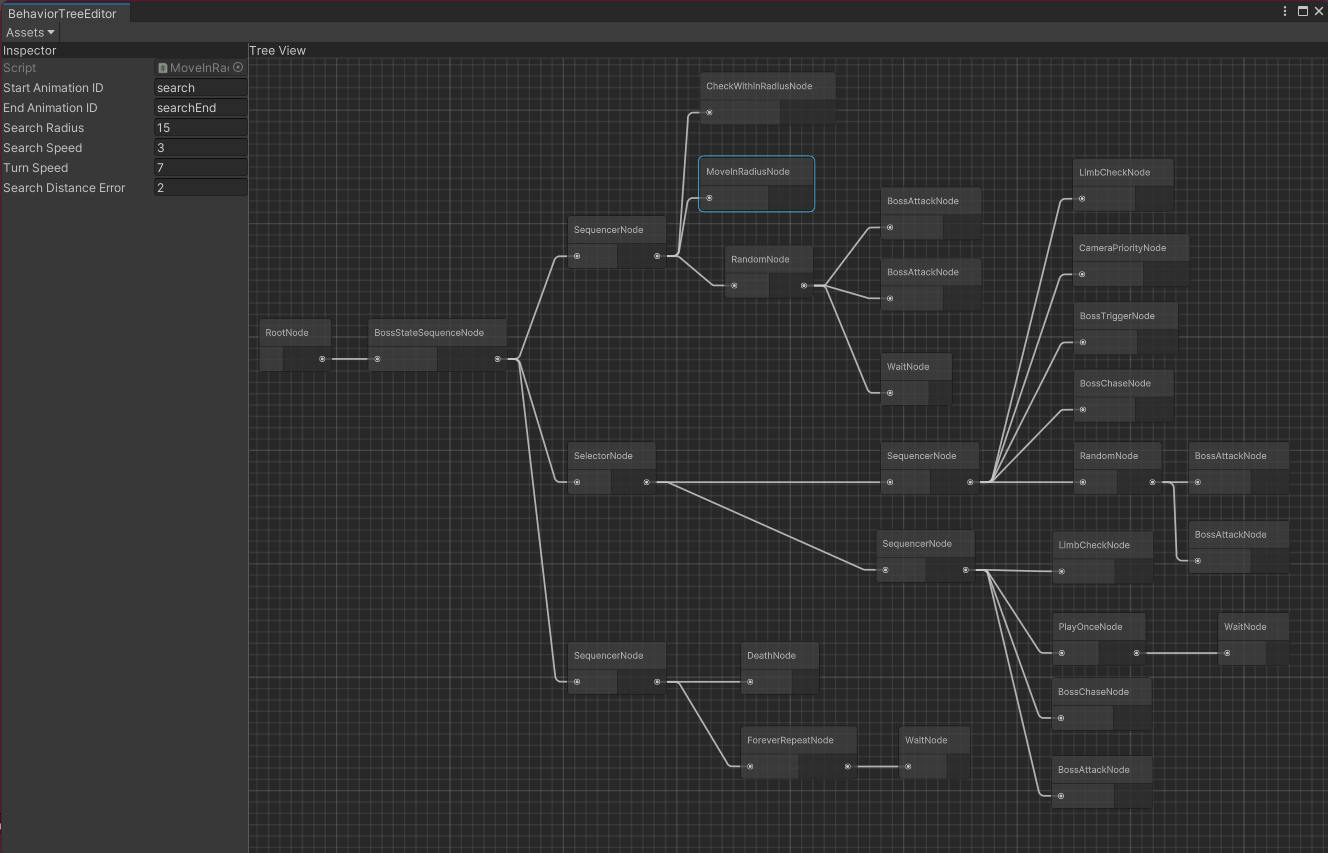 BehaviorTreeEditor
Assets
Inspector
Script MoveInRa
Start Animation ID search
End Animation ID searchEnd
Search Radius 15
Search Speed 3
Turn Speed 7
Search Distance Error 2
Tree View
CheckWithinRadiusNode
MoveInRadiusNode
LimbCheckNode
BossAttackNode
SequencerNode
CameraPriorityNode
RandomNode
BossAttackNode
BossTriggerNode
RootNode
BossStateSequenceNode
WaitNode
BossChaseNode
SelectorNode
SequencerNode
RandomNode
BossAttackNode
BossAttackNode
SequencerNode
LimbCheckNode
PlayOnceNode
WaitNode
SequencerNode
DeathNode
BossChaseNode
ForeverRepeatNode
WaitNode
BossAttackNode